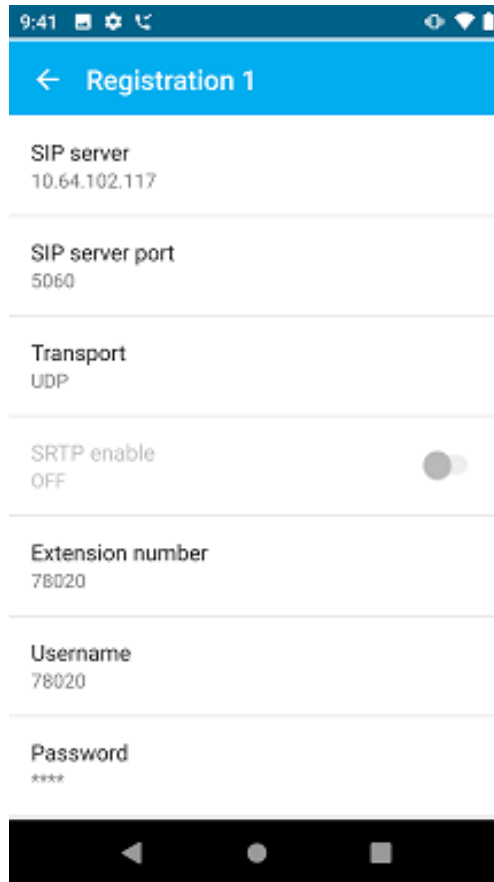 9:41
Registration 1
SIP server
10.64.102.117
SIP server port
5060
Transport
UDP
SRTP enable
OFF
Extension number
78020
Username
78020
Password
****